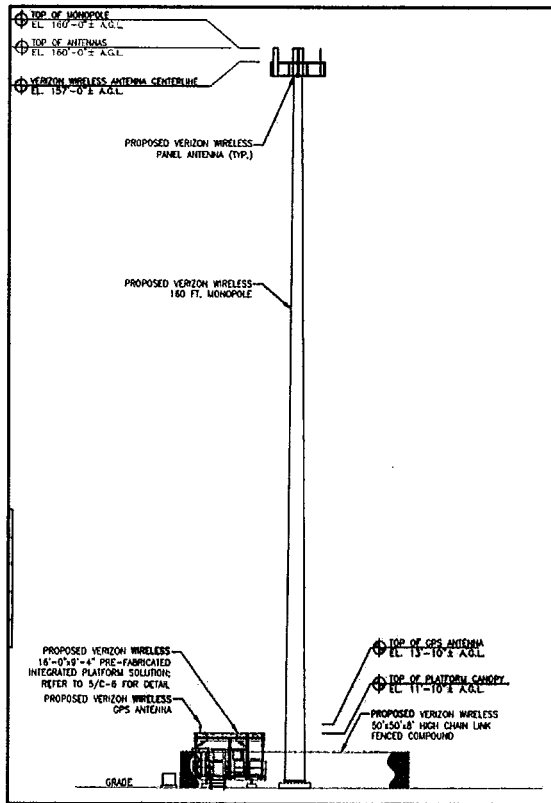 TOP OF MONOPOLE
EL. 160'-0"± A.G.L.
TOP OF ANTENNAS
EL. 160'-0"± A.G.L.
VERIZON WIRELESS ANTENNA CENTERLINE
EL. 157'-0"± A.G.L.
PROPOSED VERIZON WIRELESS
PANEL ANTENNA (TYP.)
PROPOSED VERIZON WIRELESS
160 FT. MONOPOLE
PROPOSED VERIZON WIRELESS
16'-0"x9'-4" PRE-FABRICATED
INTEGRATED PLATFORM SOLUTION;
REFER TO 5/C-6 FOR DETAIL
PROPOSED VERIZON WIRELESS
GPS ANTENNA
TOP OF GPS ANTENNA
EL. 13'-10"± A.G.L.
TOP OF PLATFORM CANOPY
EL. 11'-10"± A.G.L.
PROPOSED VERIZON WIRELESS
50'x50'x8' HIGH CHAIN LINK
FENCED COMPOUND
GRADE